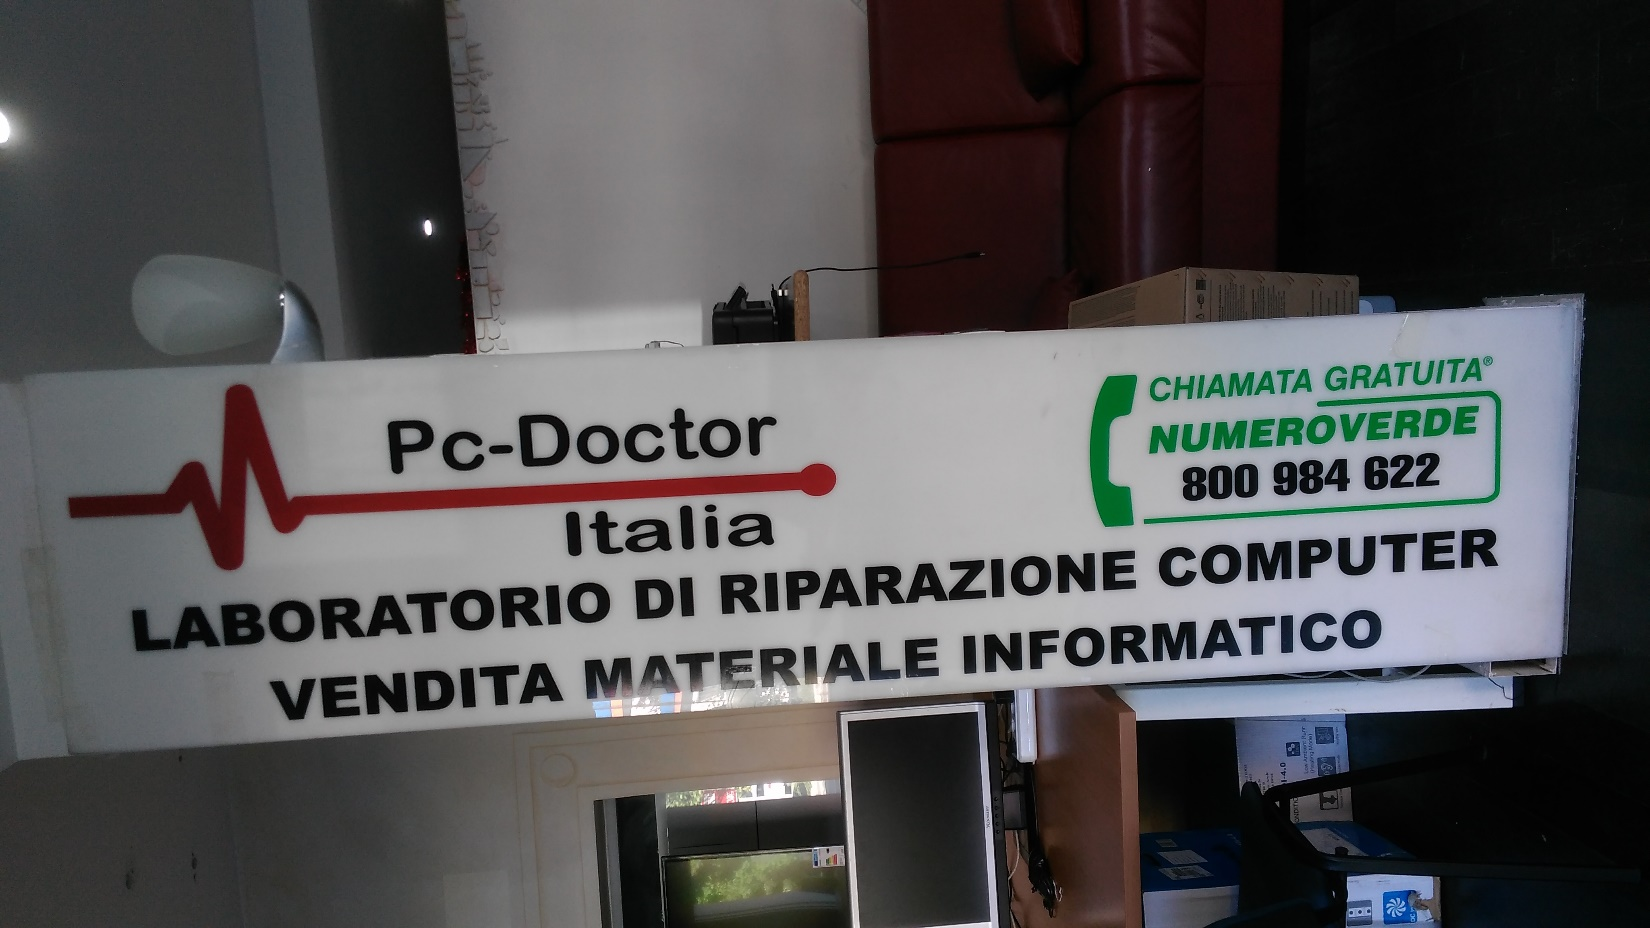 Pc-Doctor
Italia
CHIAMATA GRATUITA®
NUMEROVERDE
800 984 622
LABORATORIO DI RIPARAZIONE COMPUTER
VENDITA MATERIALE INFORMATICO